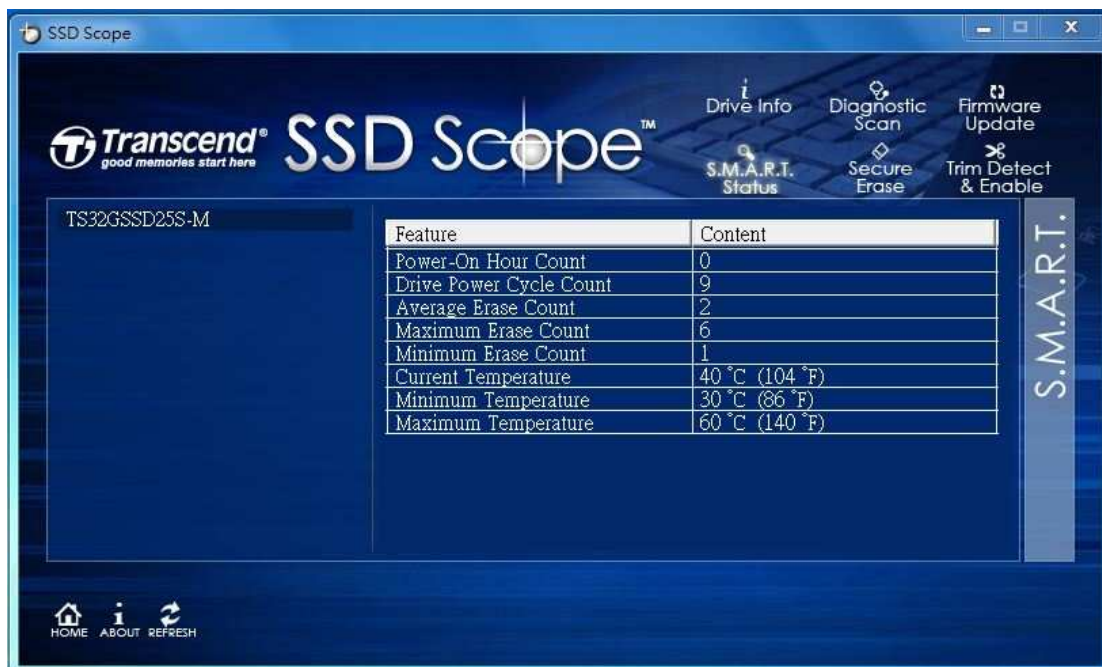 SSD Scope
Transcend®
good memories start here
SSD Scope™
Drive Info
Diagnostic
Scan
Firmware
Update
S.M.A.R.T.
Status
Secure
Erase
Trim Detect
& Enable
TS32GSSD25S-M
Feature Content
Power-On Hour Count 0
Drive Power Cycle Count 9
Average Erase Count 2
Maximum Erase Count 6
Minimum Erase Count 1
Current Temperature 40 °C (104 °F)
Minimum Temperature 30 °C (86 °F)
Maximum Temperature 60 °C (140 °F)
S.M.A.R.T.
HOME ABOUT REFRESH